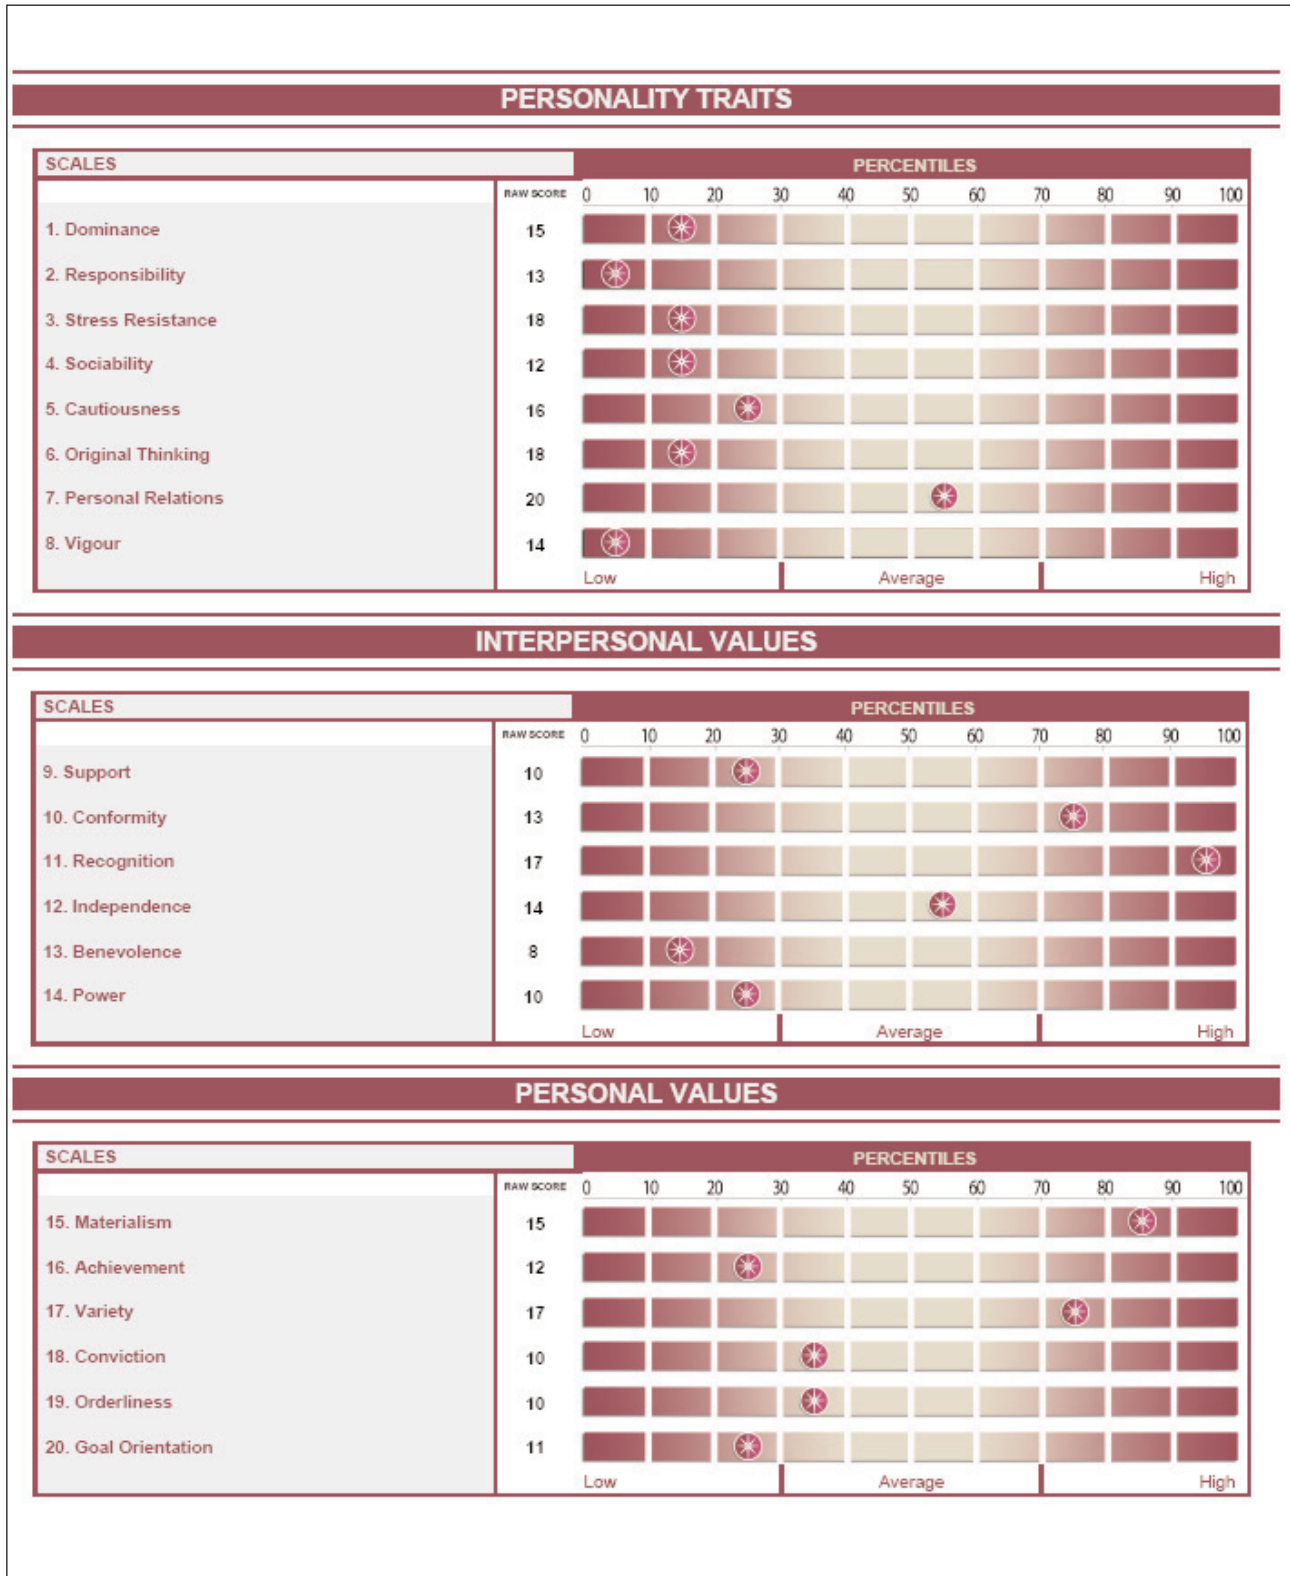 PERSONALITY TRAITS
SCALES PERCENTILES
RAW SCORE 0 10 20 30 40 50 60 70 80 90 100
1. Dominance 15
2. Responsibility 13
3. Stress Resistance 18
4. Sociability 12
5. Cautiousness 16
6. Original Thinking 18
7. Personal Relations 20
8. Vigour 14
Low Average High
INTERPERSONAL VALUES
SCALES PERCENTILES
RAW SCORE 0 10 20 30 40 50 60 70 80 90 100
9. Support 10
10. Conformity 13
11. Recognition 17
12. Independence 14
13. Benevolence 8
14. Power 10
Low Average High
PERSONAL VALUES
SCALES PERCENTILES
RAW SCORE 0 10 20 30 40 50 60 70 80 90 100
15. Materialism 15
16. Achievement 12
17. Variety 17
18. Conviction 10
19. Orderliness 10
20. Goal Orientation 11
Low Average High